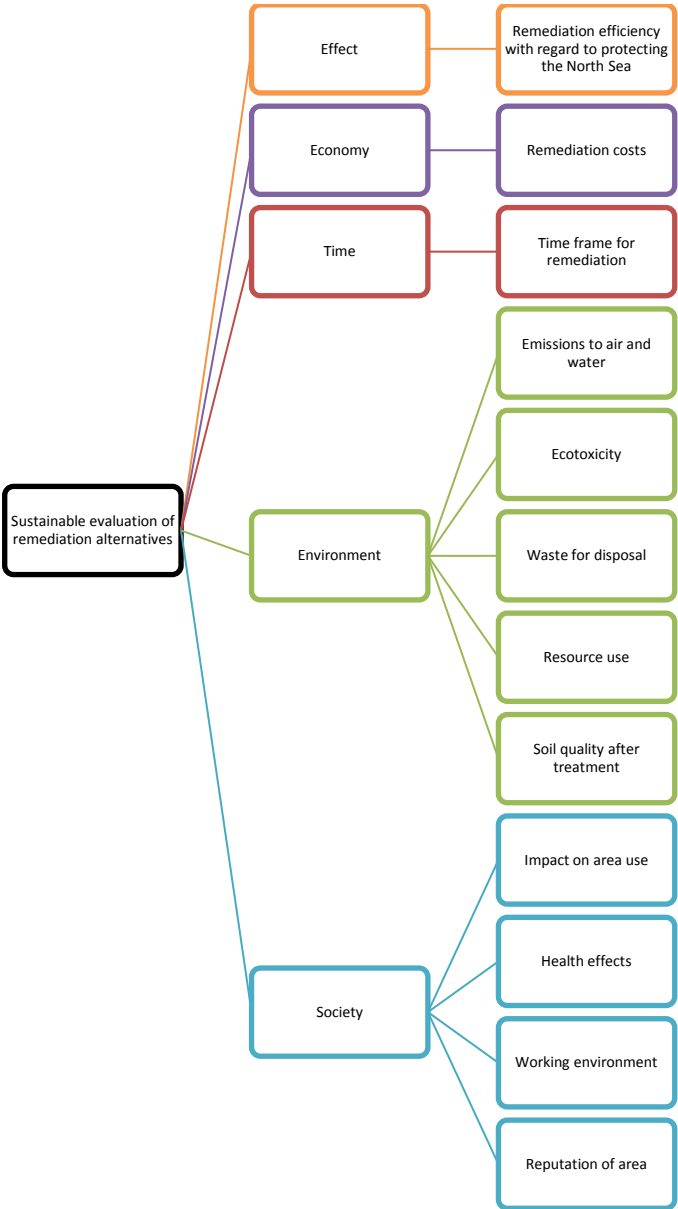 Effect
Remediation efficiency
with regard to protecting
the North Sea
Economy
Remediation costs
Time
Time frame for
remediation
Sustainable evaluation of
remediation alternatives
Environment
Emissions to air and
water
Ecotoxicity
Waste for disposal
Resource use
Soil quality after
treatment
Society
Impact on area use
Health effects
Working environment
Reputation of area